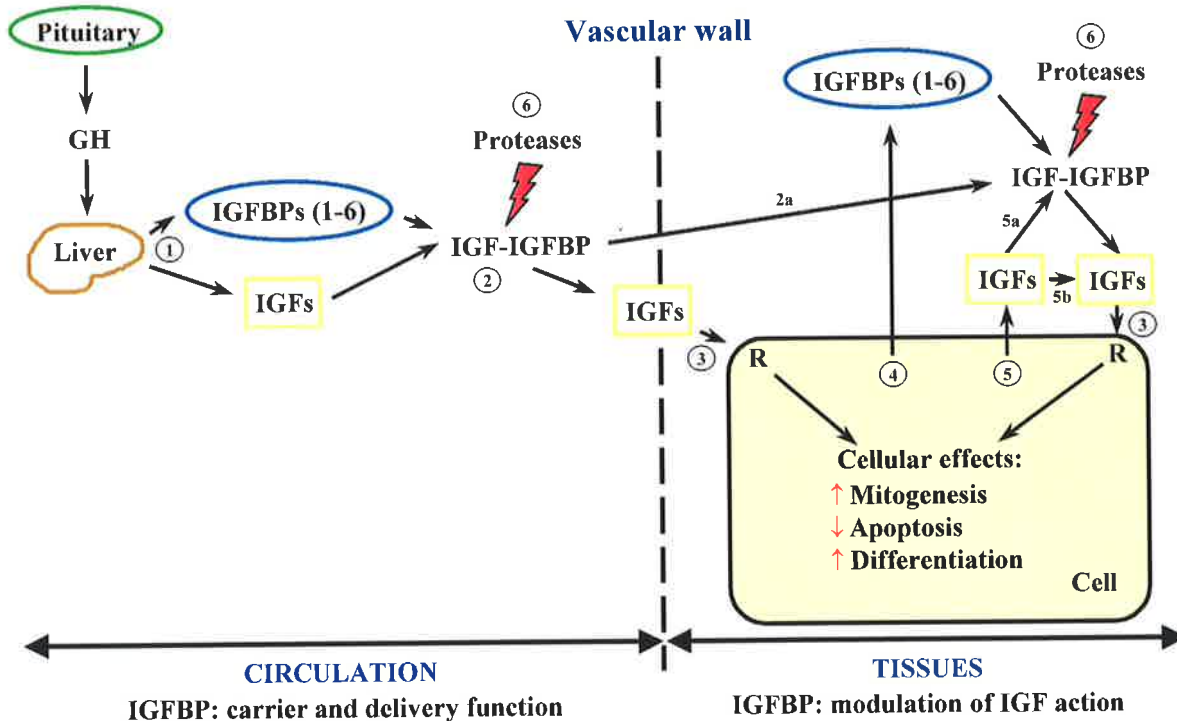 Pituitary
GH
Liver
①
IGFBPs (1-6)
IGFs
⑥
Proteases
IGF-IGFBP
②
Vascular wall
IGFs
③
2a
IGFBPs (1-6)
⑥
Proteases
IGF-IGFBP
5a
IGFs
5b
IGFs
③
R
④
⑤
R
Cellular effects:
↑ Mitogenesis
↓ Apoptosis
↑ Differentiation
Cell
CIRCULATION
IGFBP: carrier and delivery function
TISSUES
IGFBP: modulation of IGF action